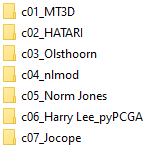 c01_MT3D
c02_HATARI
c03_Olsthoorn
c04_nlmod
c05_Norm Jones
c06_Harry Lee_pyPCGA
c07_Jocope